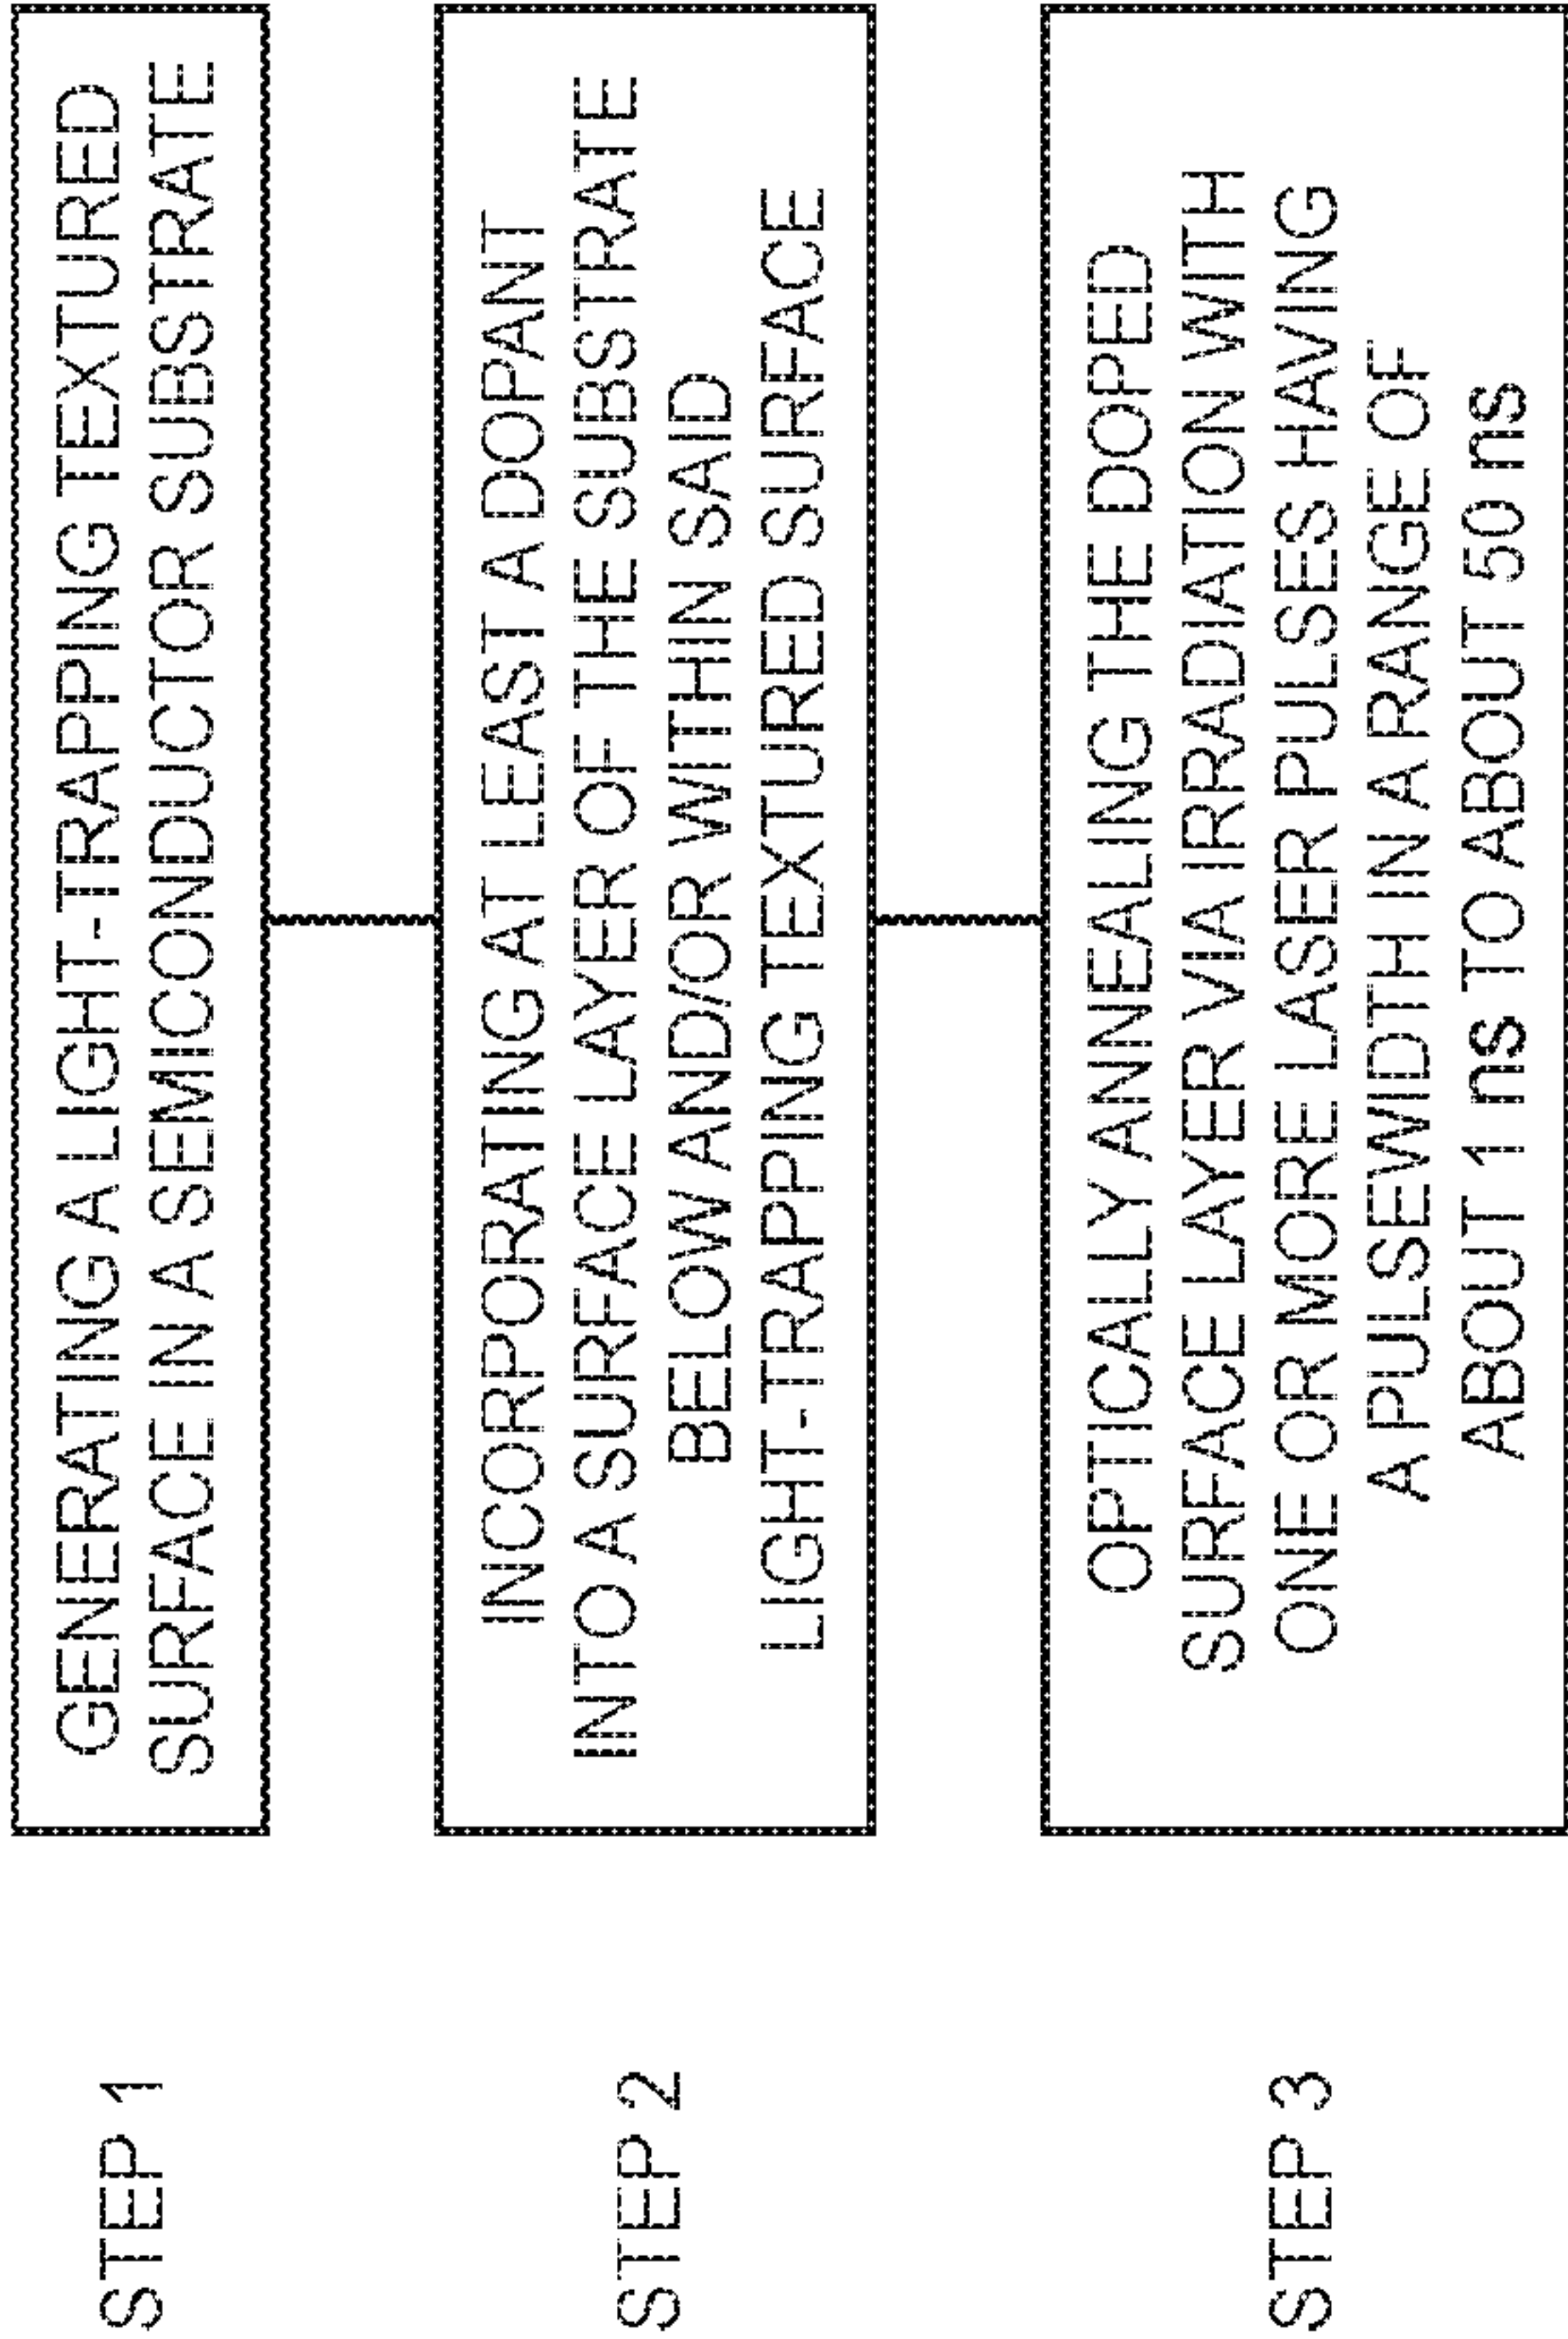 STEP 1
GENERATING A LIGHT-TRAPPING TEXTURED
SURFACE IN A SEMICONDUCTOR SUBSTRATE
STEP 2
INCORPORATING AT LEAST A DOPANT
INTO A SURFACE LAYER OF THE SUBSTRATE
BELOW AND/OR WITHIN SAID
LIGHT-TRAPPING TEXTURED SURFACE
STEP 3
OPTICALLY ANNEALING THE DOPED
SURFACE LAYER VIA IRRADIATION WITH
ONE OR MORE LASER PULSES HAVING
A PULSEWIDTH IN A RANGE OF
ABOUT 1 ns TO ABOUT 50 ns